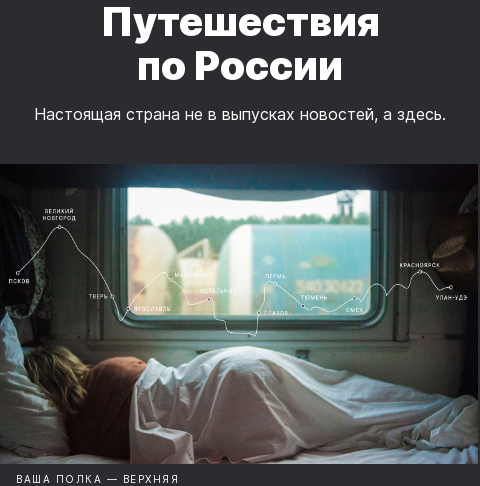 Путешествия
по России
Настоящая страна не в выпусках новостей, а здесь.
ВЕЛИКИЙ
НОВГОРОД
ПСКОВ
ТВЕРЬ
ЯРОСЛАВЛЬ
КОТЕЛЬНИЧ
ГЛАЗОВ
ПЕРМЬ
ТЮМЕНЬ
ОМСК
КРАСНОЯРСК
УЛАН-УДЭ
54030622
ВАША ПОЛКА — ВЕРХНЯЯ